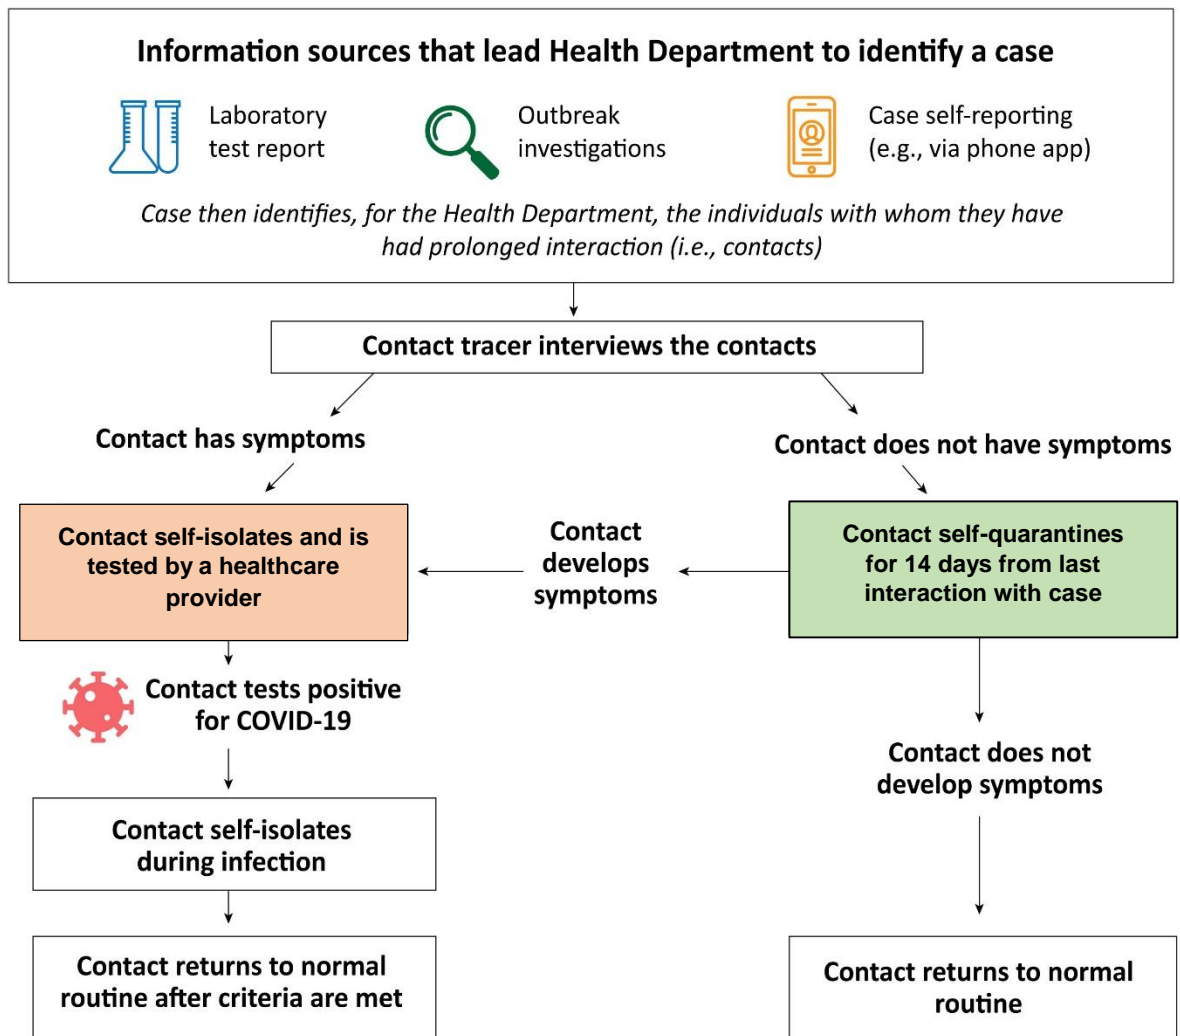 Information sources that lead Health Department to identify a case
Laboratory
test report
Outbreak
investigations
Case self-reporting
(e.g., via phone app)
Case then identifies, for the Health Department, the individuals with whom they have
had prolonged interaction (i.e., contacts)
Contact tracer interviews the contacts
Contact has symptoms
Contact does not have symptoms
Contact self-isolates and is
tested by a healthcare
provider
Contact
develops
symptoms
Contact self-quarantines
for 14 days from last
interaction with case
Contact tests positive
for COVID-19
Contact does not
develop symptoms
Contact self-isolates
during infection
Contact returns to normal
routine after criteria are met
Contact returns to normal
routine